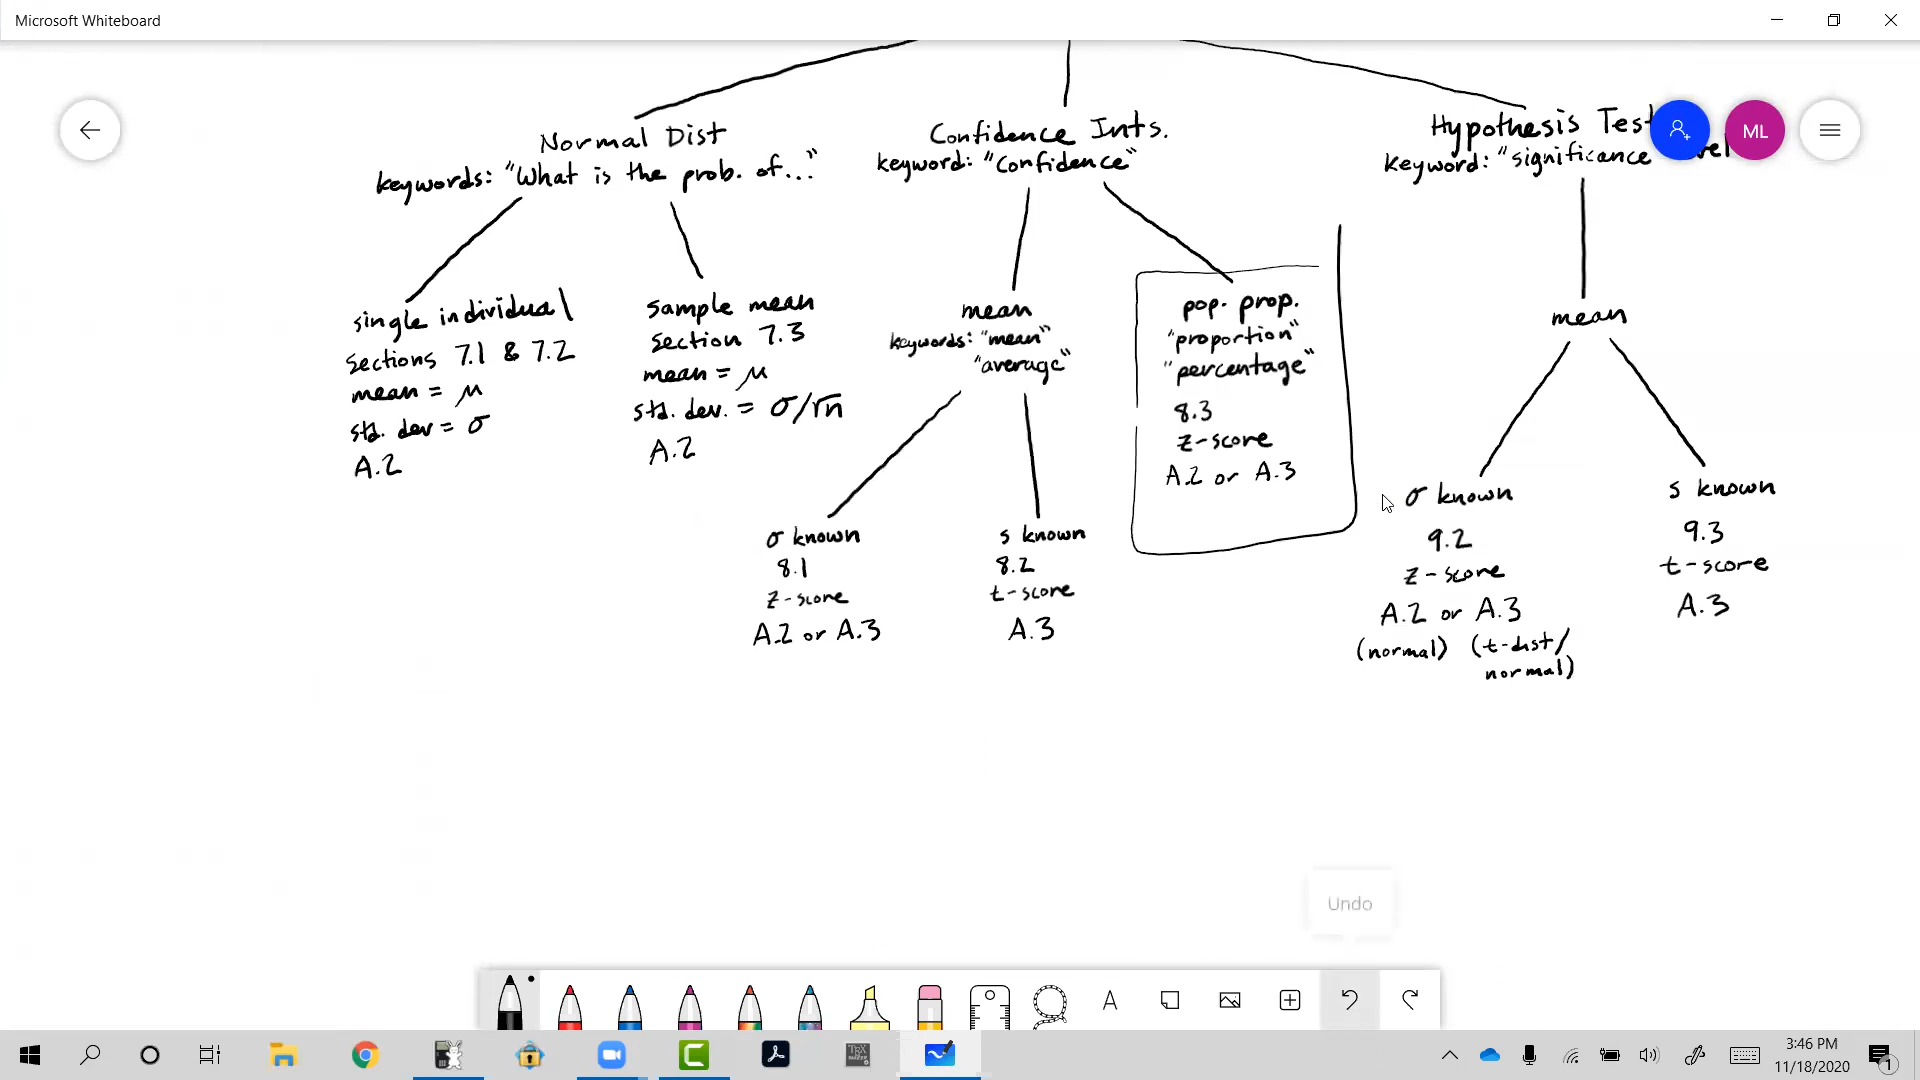 Microsoft Whiteboard
Normal Dist
keywords: "What is the prob. of..."
single individual
sections 7.1 & 7.2
mean = μ
std. dev = σ
A.2
sample mean
section 7.3
mean = μ
std. dev. = σ/√n
A.2
Confidence Ints.
keyword: "Confidence"
mean
keywords: "mean"
"average"
σ known
8.1
z-score
A.2 or A.3
s known
8.2
t-score
A.3
pop. prop.
"proportion"
"percentage"
8.3
z-score
A.2 or A.3
Hypothesis Test
keyword: "significance
mean
σ known
9.2
z-score
A.2 or A.3
(normal) (t-dist/
normal)
s known
9.3
t-score
A.3
ML
Undo
A
3:46 PM
11/18/2020
1